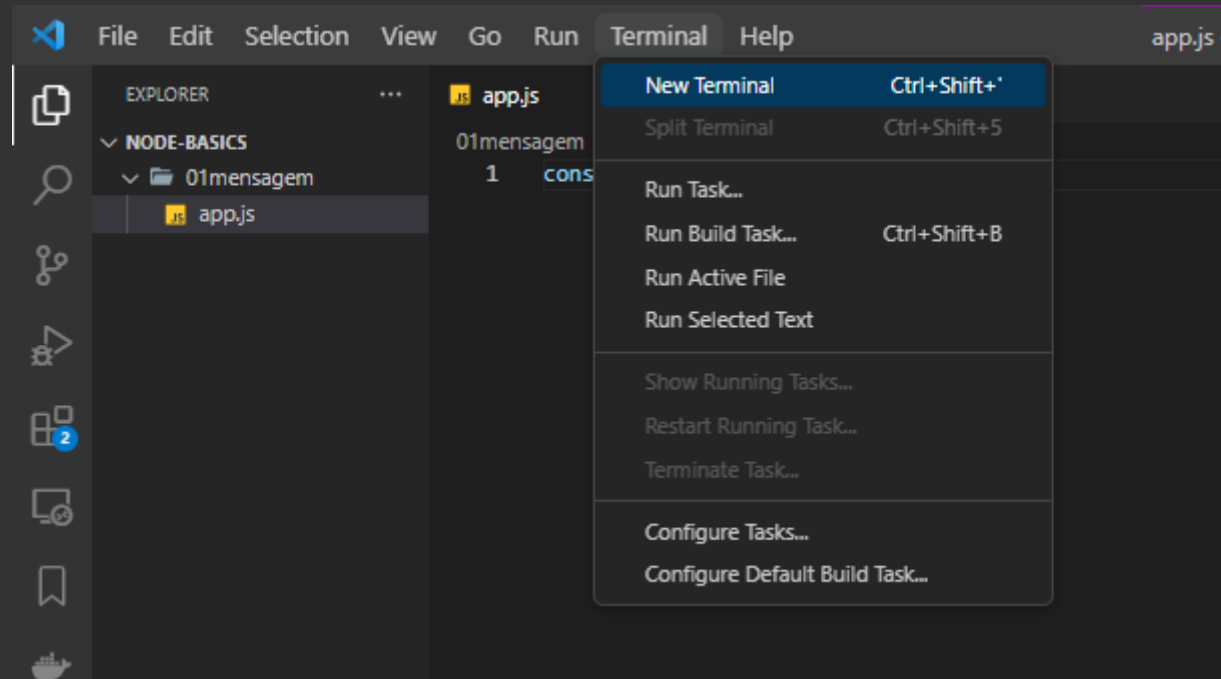 File Edit Selection View Go Run Terminal Help app.js
EXPLORER ...
NODE-BASICS
01mensagem
JS app.js
JS app.js
01mensagem
1 cons
New Terminal Ctrl+Shift+'
Split Terminal Ctrl+Shift+5
Run Task...
Run Build Task... Ctrl+Shift+B
Run Active File
Run Selected Text
Show Running Tasks...
Restart Running Task...
Terminate Task...
Configure Tasks...
Configure Default Build Task...
2